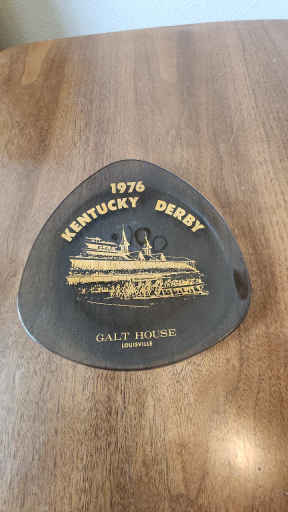 1976
KENTUCKY DERBY
GALT HOUSE
LOUISVILLE